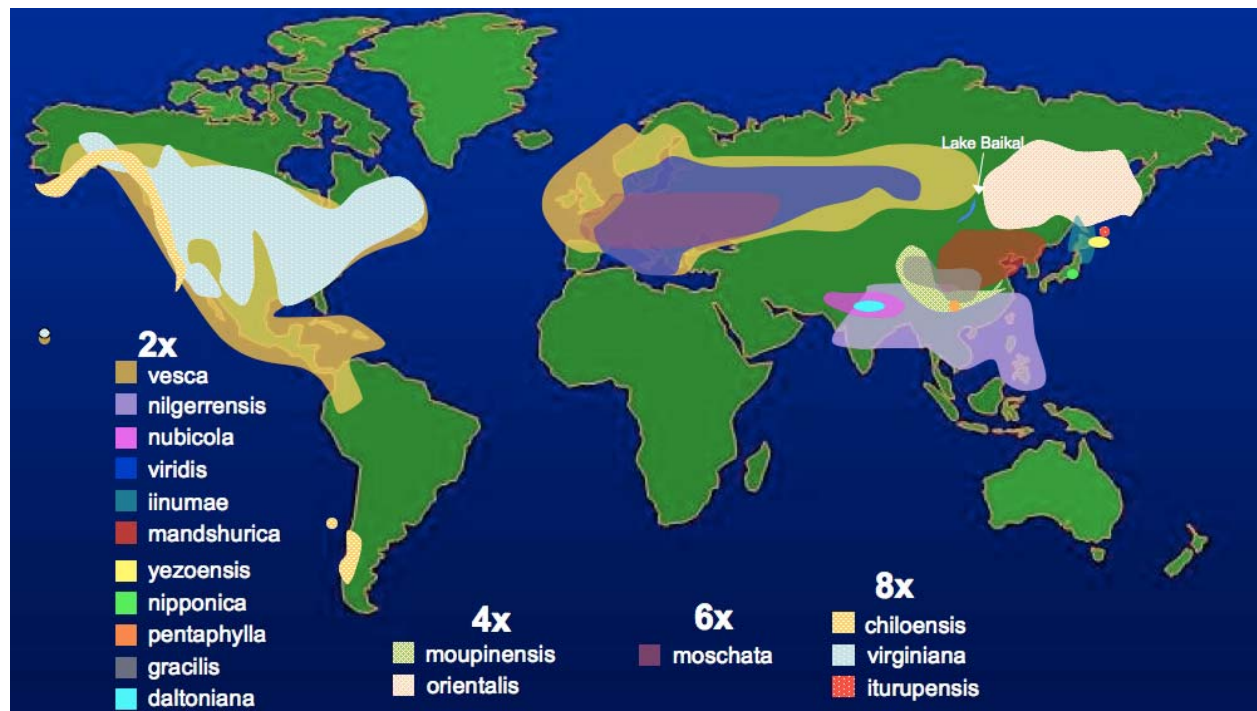 Lake Baikal
2x
vesca
nilgerrensis
nubicola
viridis
iinumae
mandshurica
yezoensis
nipponica
pentaphylla
gracilis
daltoniana
4x
moupinensis
orientalis
6x
moschata
8x
chiloensis
virginiana
iturupensis